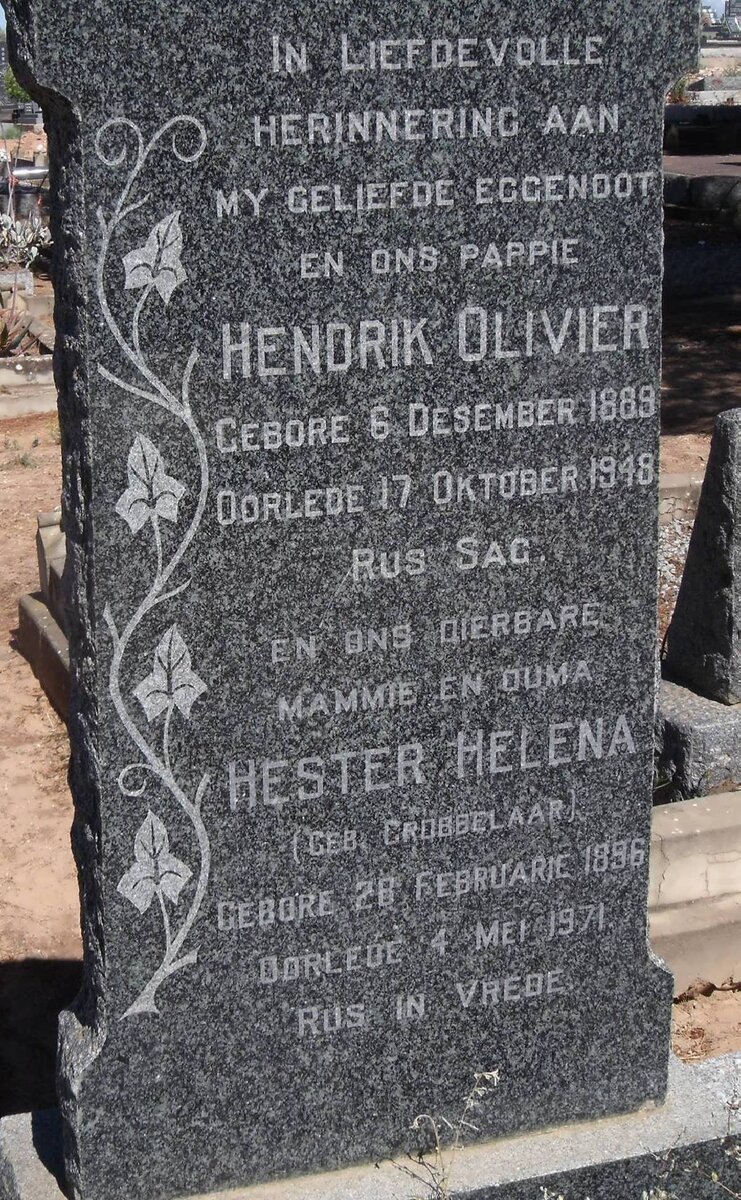 IN LIEFDEVOLLE
HERINNERING AAN
MY GELIEFDE EGGENOOT
EN ONS PAPPIE
HENDRIK OLIVIER
GEBORE 6 DESEMBER 1889
OORLEDE 17 OKTOBER 1948
RUS SAG.
EN ONS DIERBARE
MAMMIE EN OUMA
HESTER HELENA
(GEB. GROBBELAAR)
GEBORE 28 FEBRUARIE 1896
OORLEDE 4 MEI 1971.
RUS IN VREDE.